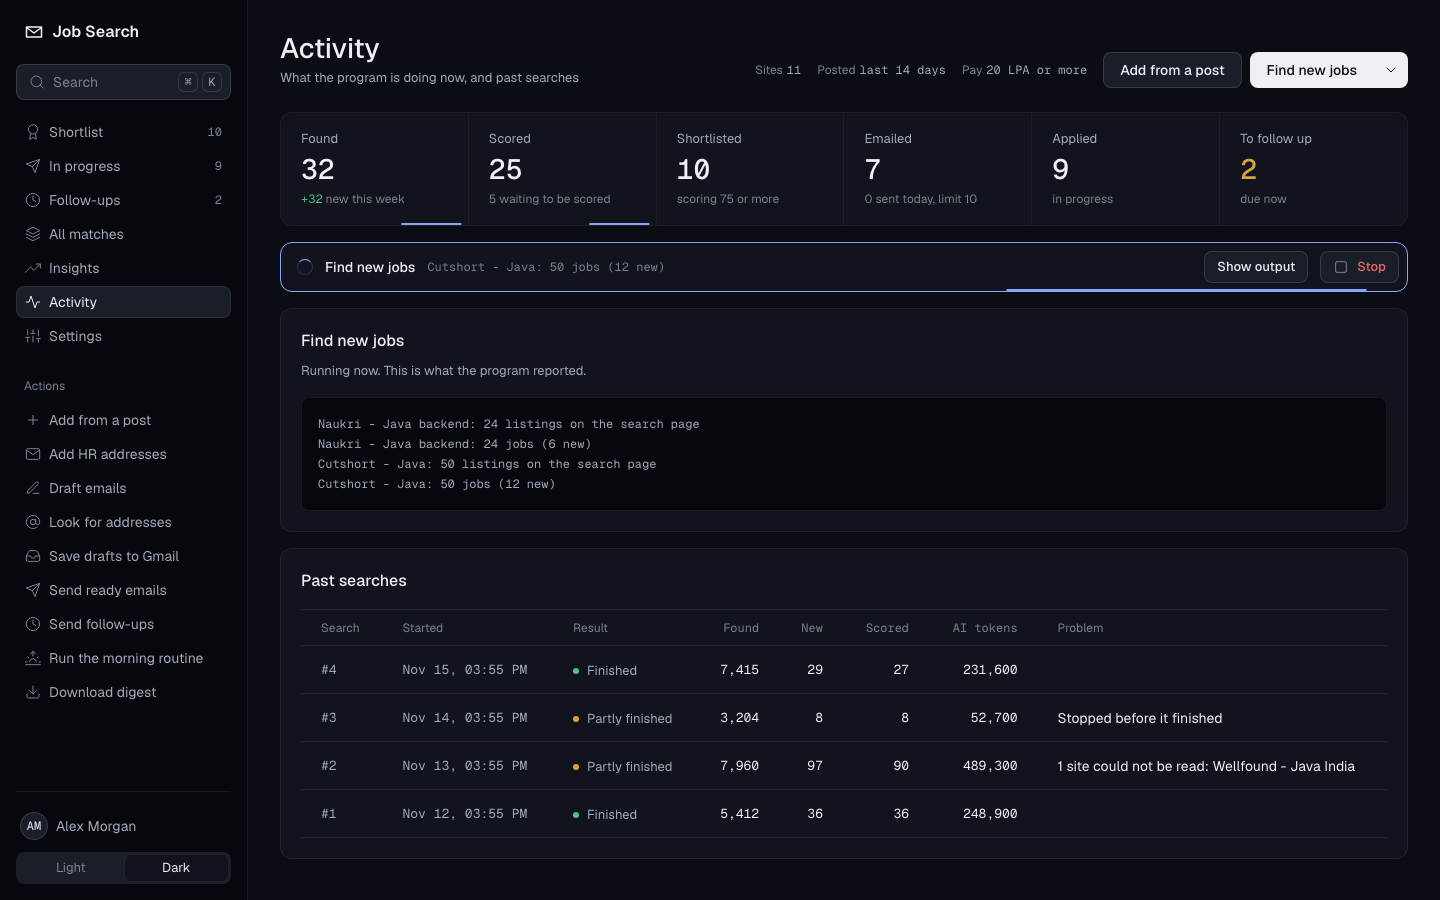 Job Search
Search ⌘ K
Shortlist 10
In progress 9
Follow-ups 2
All matches
Insights
Activity
Settings
Actions
Add from a post
Add HR addresses
Draft emails
Look for addresses
Save drafts to Gmail
Send ready emails
Send follow-ups
Run the morning routine
Download digest
AM Alex Morgan
Light Dark
Activity
What the program is doing now, and past searches
Sites 11 Posted last 14 days Pay 20 LPA or more
Add from a post
Find new jobs
Found Scored Shortlisted Emailed Applied To follow up
32 25 10 7 9 2
+32 new this week 5 waiting to be scored scoring 75 or more 0 sent today, limit 10 in progress due now
Find new jobs Cutshort - Java: 50 jobs (12 new) Show output Stop
Find new jobs
Running now. This is what the program reported.
Naukri - Java backend: 24 listings on the search page
Naukri - Java backend: 24 jobs (6 new)
Cutshort - Java: 50 listings on the search page
Cutshort - Java: 50 jobs (12 new)
Past searches
Search Started Result Found New Scored AI tokens Problem
#4 Nov 15, 03:55 PM Finished 7,415 29 27 231,600
#3 Nov 14, 03:55 PM Partly finished 3,204 8 8 52,700 Stopped before it finished
#2 Nov 13, 03:55 PM Partly finished 7,960 97 90 489,300 1 site could not be read: Wellfound - Java India
#1 Nov 12, 03:55 PM Finished 5,412 36 36 248,900